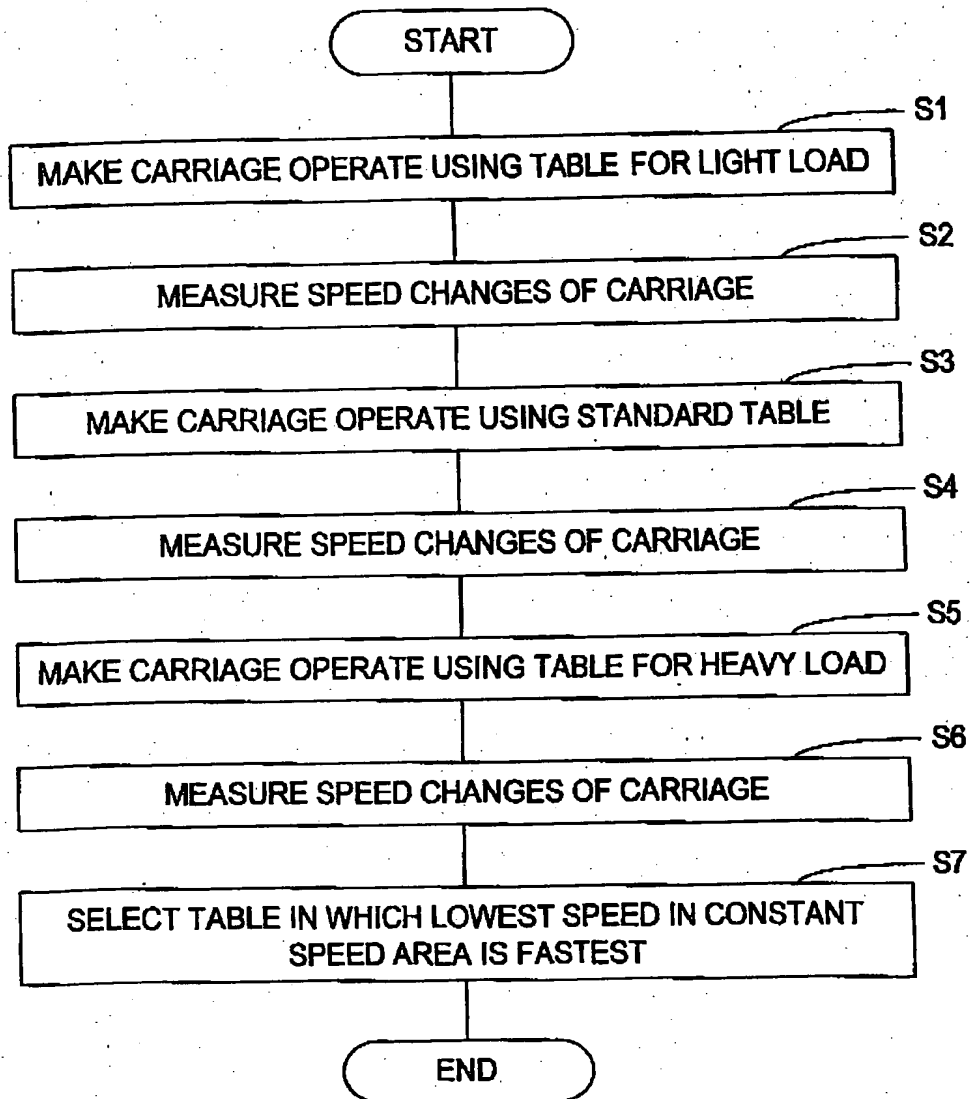 START
S1
MAKE CARRIAGE OPERATE USING TABLE FOR LIGHT LOAD
S2
MEASURE SPEED CHANGES OF CARRIAGE
S3
MAKE CARRIAGE OPERATE USING STANDARD TABLE
S4
MEASURE SPEED CHANGES OF CARRIAGE
S5
MAKE CARRIAGE OPERATE USING TABLE FOR HEAVY LOAD
S6
MEASURE SPEED CHANGES OF CARRIAGE
S7
SELECT TABLE IN WHICH LOWEST SPEED IN CONSTANT
SPEED AREA IS FASTEST
END